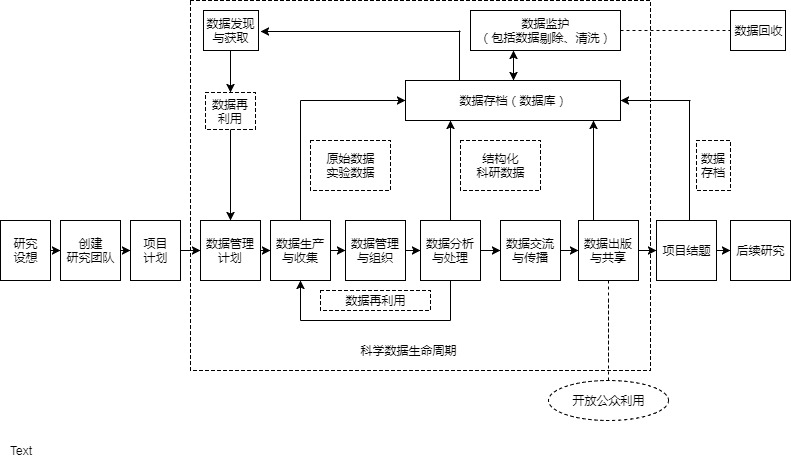 数据发现
与获取
数据监护
（包括数据剔除、清洗）
数据回收
数据再
利用
数据存档（数据库）
原始数据
实验数据
结构化
科研数据
数据
存档
研究
设想
创建
研究团队
项目
计划
数据管理
计划
数据生产
与收集
数据管理
与组织
数据分析
与处理
数据交流
与传播
数据出版
与共享
项目结题
后续研究
数据再利用
科学数据生命周期
开放公众利用
Text